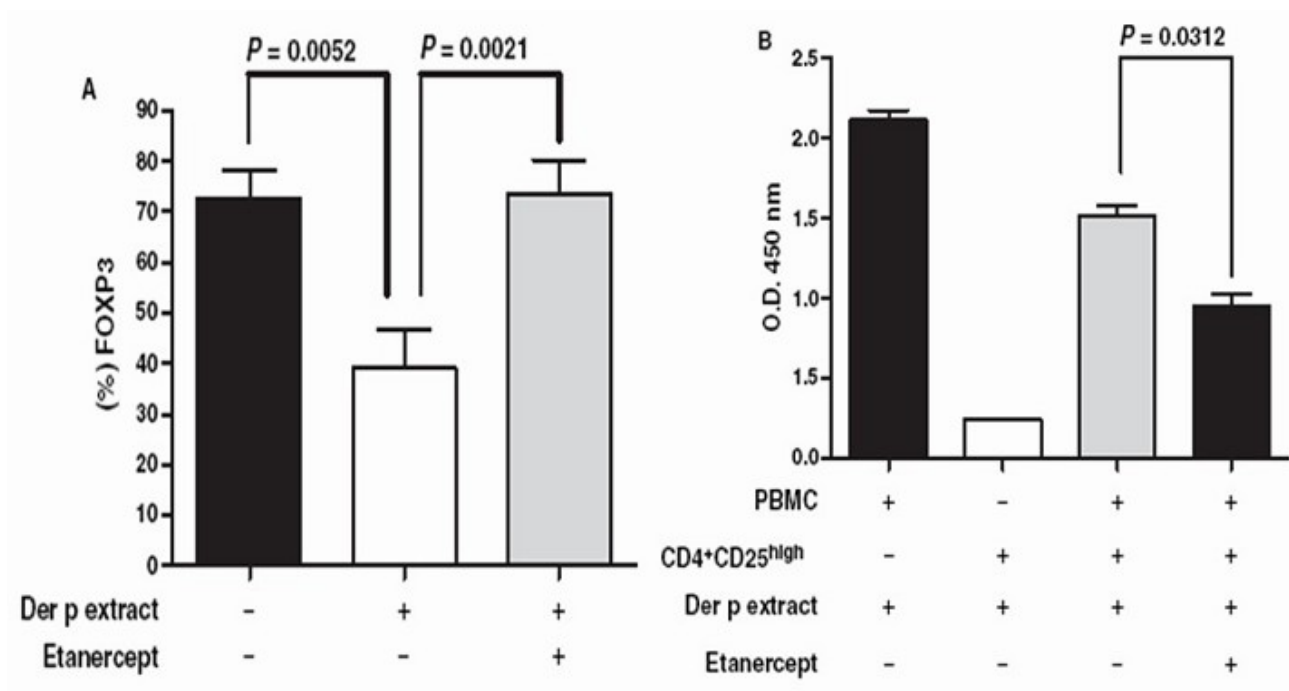 A
P = 0.0052
P = 0.0021
(%) FOXP3
90
80
70
60
50
40
30
20
10
0
Der p extract − + +
Etanercept − − +
B
P = 0.0312
O.D. 450 nm
2.5
2.0
1.5
1.0
1.5
0.0
PBMC + − + +
CD4+CD25high − + + +
Der p extract + + + +
Etanercept − − − +